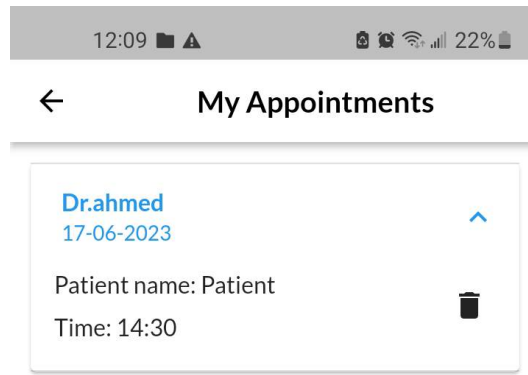 12:09 22%
My Appointments
Dr.ahmed
17-06-2023
Patient name: Patient
Time: 14:30